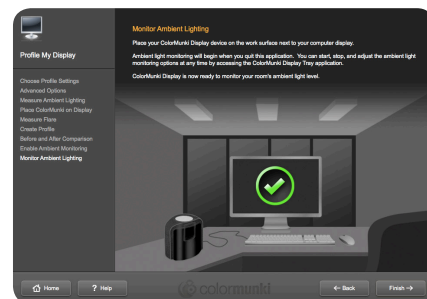 Profile My Display
Choose Profile Settings
Advanced Options
Measure Ambient Lighting
Place ColorMunki on Display
Measure Flare
Create Profile
Before and After Comparison
Enable Ambient Monitoring
Monitor Ambient Lighting
Monitor Ambient Lighting
Place your ColorMunki Display device on the work surface next to your computer display.
Ambient light monitoring will begin when you quit this application. You can start, stop, and adjust the ambient light
monitoring options at any time by accessing the ColorMunki Display Tray application.
ColorMunki Display is now ready to monitor your room's ambient light level.
Home
? Help
colormunki
← Back
Finish →